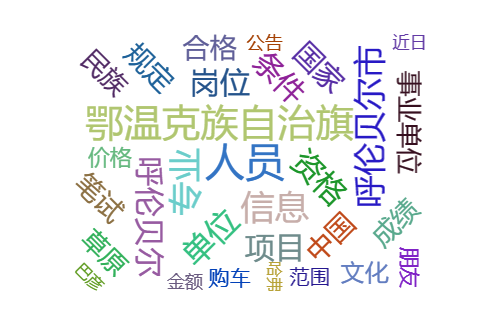 合格
公告
近日
民族
规定
岗位
条件
国家
呼伦贝尔市
事业单位
鄂温克族自治旗
价格
呼伦贝尔
专业
人员
资格
笔试
信息
成绩
草原
单位
项目
中国
朋友
巴彦
金额
购车
范围
文化